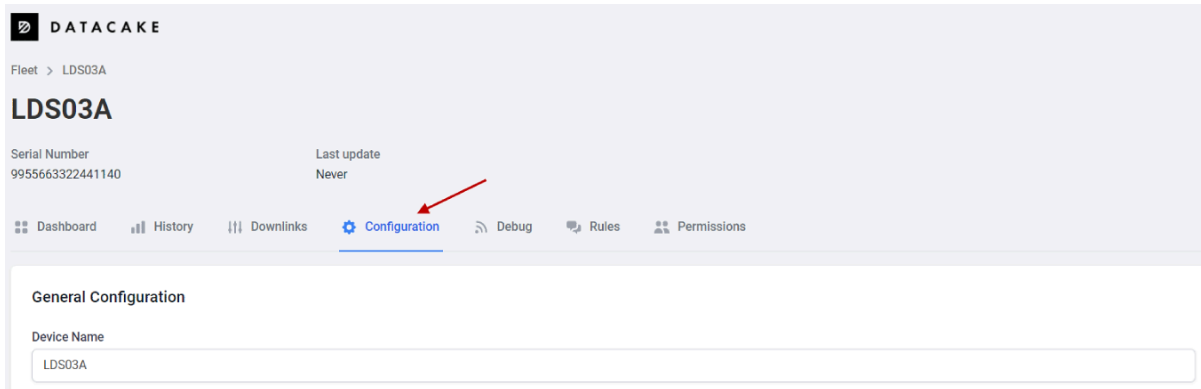 DATACAKE
Fleet > LDS03A
LDS03A
Serial Number Last update
9955663322441140 Never
Dashboard History Downlinks Configuration Debug Rules Permissions
General Configuration
Device Name
LDS03A